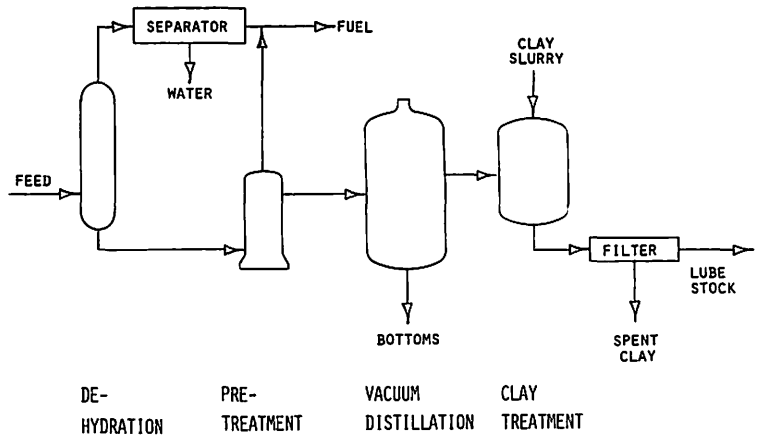 SEPARATOR
FUEL
WATER
CLAY
SLURRY
FEED
FILTER
LUBE
STOCK
BOTTOMS
SPENT
CLAY
DE-
HYDRATION
PRE-
TREATMENT
VACUUM
DISTILLATION
CLAY
TREATMENT